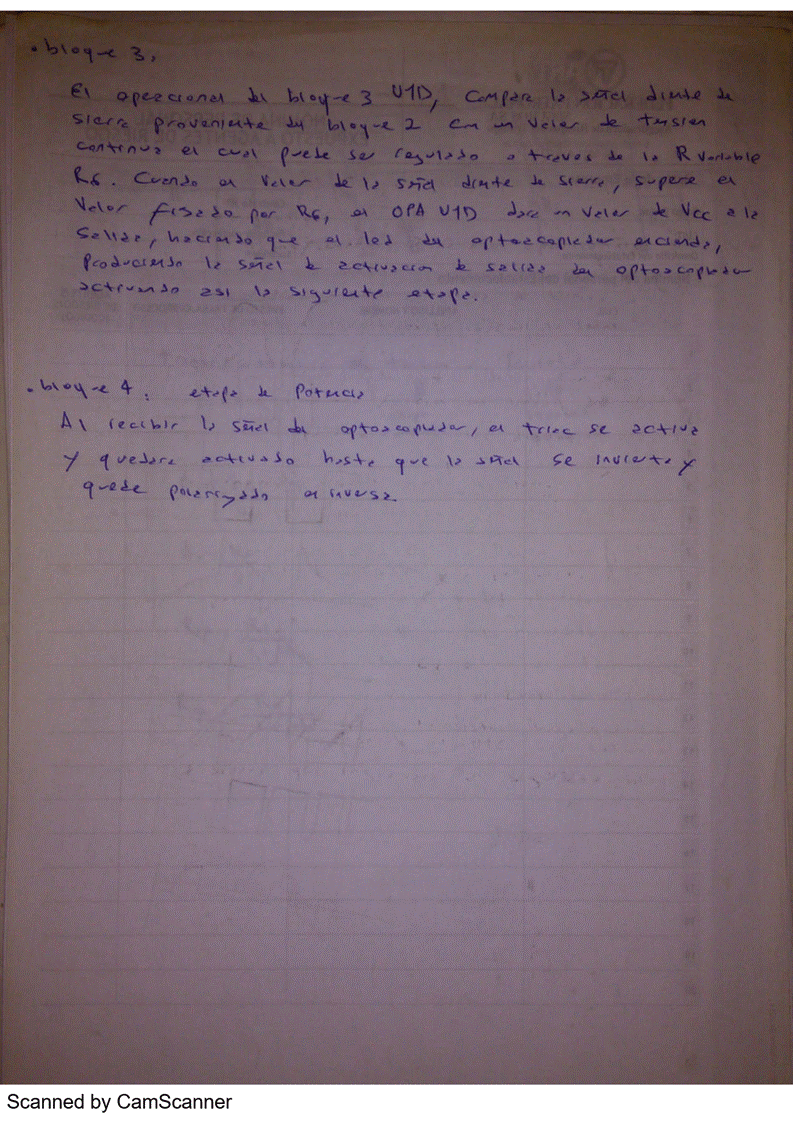 • bloque 3,
El operacional del bloque 3 U1D, compara la señal diente de
sierra proveniente del bloque 2 con un valor de tension
continua el cual puede ser regulado a traves de la R variable
R6. Cuando el valor de la señal diente de sierra, supere el
valor fisado por R6, el OPA U1D dara un valor de Vcc a la
salida, haciendo que el led del optoacoplador encienda,
produciendo la señal de activacion de salida del optoacoplador
activando asi la siguiente etapa.
• bloque 4, etapa de Potencia
Al recibir la señal del optoacoplador, el triac se activa
y quedara activado hasta que la señal se invierta y
quede polarizado en inversa.
Scanned by CamScanner